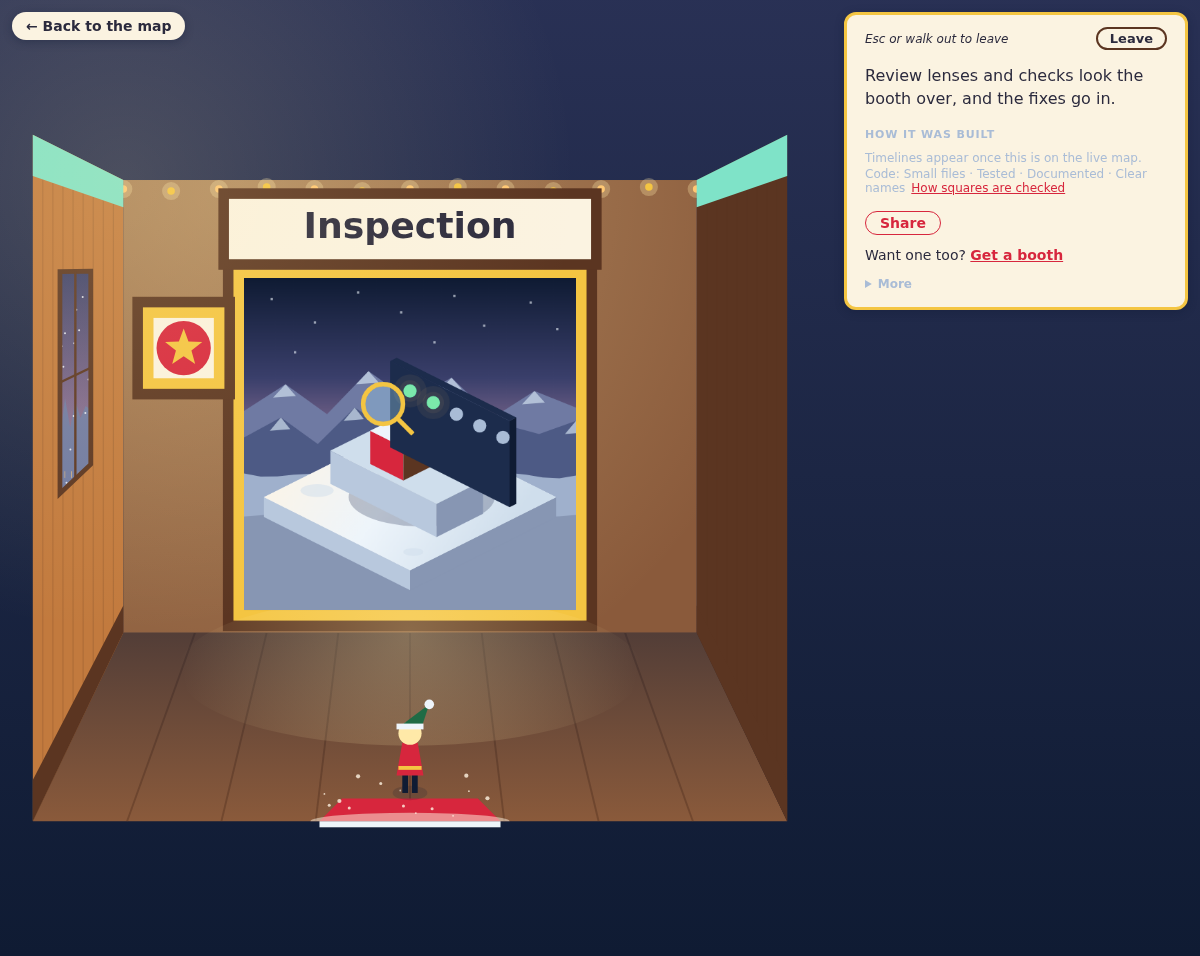 ← Back to the map
Esc or walk out to leave
Leave
Review lenses and checks look the
booth over, and the fixes go in.
HOW IT WAS BUILT
Timelines appear once this is on the live map.
Code: Small files · Tested · Documented · Clear
names How squares are checked
Share
Want one too? Get a booth
More
Inspection